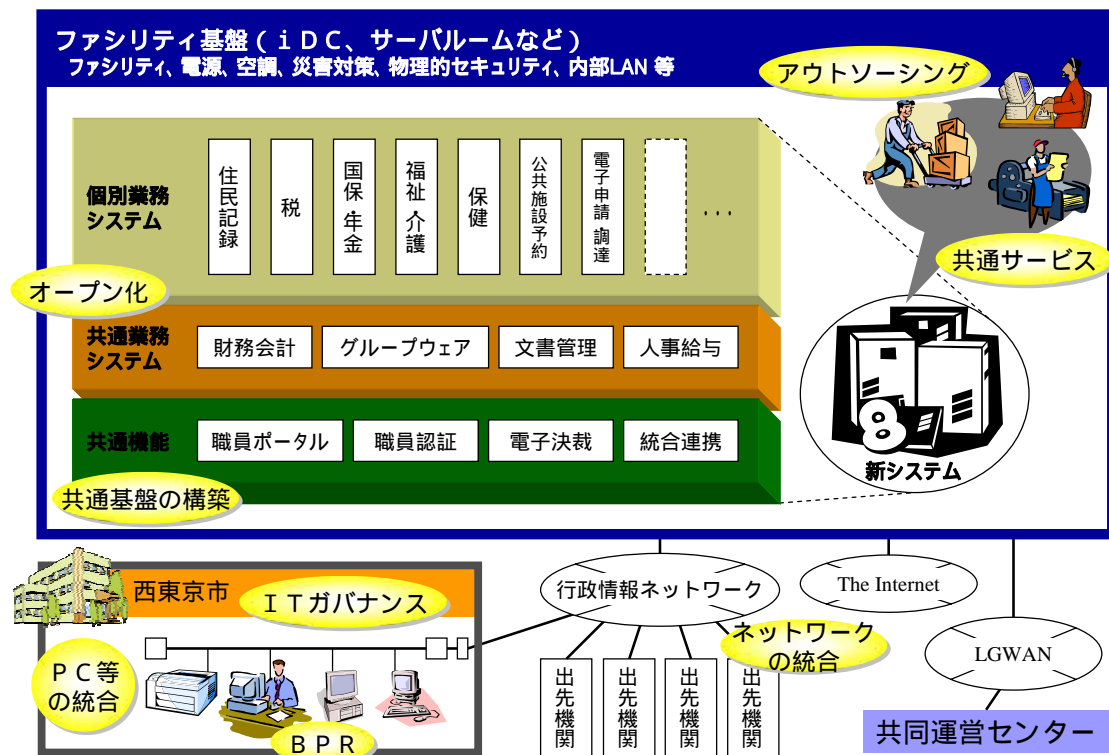 ファシリティ基盤（ｉＤＣ、サーバルームなど）
ファシリティ、電源、空調、災害対策、物理的セキュリティ、内部LAN 等
アウトソーシング
個別業務
システム
住民記録
税
国保 年金
福祉 介護
保健
公共施設予約
電子申請 調達
...
共通サービス
オープン化
共通業務
システム
財務会計
グループウェア
文書管理
人事給与
共通機能
職員ポータル
職員認証
電子決裁
統合連携
8
新システム
共通基盤の構築
西東京市
ＩＴガバナンス
行政情報ネットワーク
The Internet
ネットワーク
の統合
LGWAN
ＰＣ等
の統合
ＢＰＲ
出先機関
出先機関
出先機関
出先機関
共同運営センター